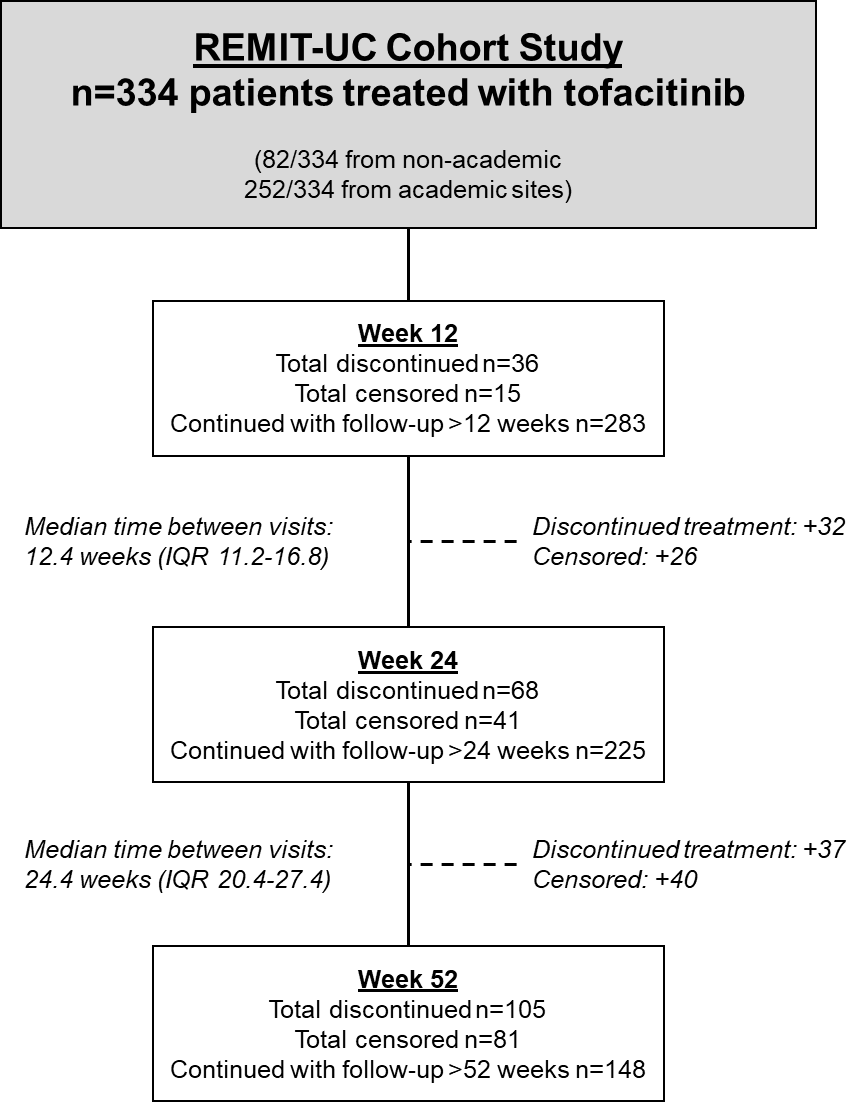 REMIT-UC Cohort Study
n=334 patients treated with tofacitinib
(82/334 from non-academic
252/334 from academic sites)
Week 12
Total discontinued n=36
Total censored n=15
Continued with follow-up >12 weeks n=283
Median time between visits:
12.4 weeks (IQR 11.2-16.8)
Discontinued treatment: +32
Censored: +26
Week 24
Total discontinued n=68
Total censored n=41
Continued with follow-up >24 weeks n=225
Median time between visits:
24.4 weeks (IQR 20.4-27.4)
Discontinued treatment: +37
Censored: +40
Week 52
Total discontinued n=105
Total censored n=81
Continued with follow-up >52 weeks n=148